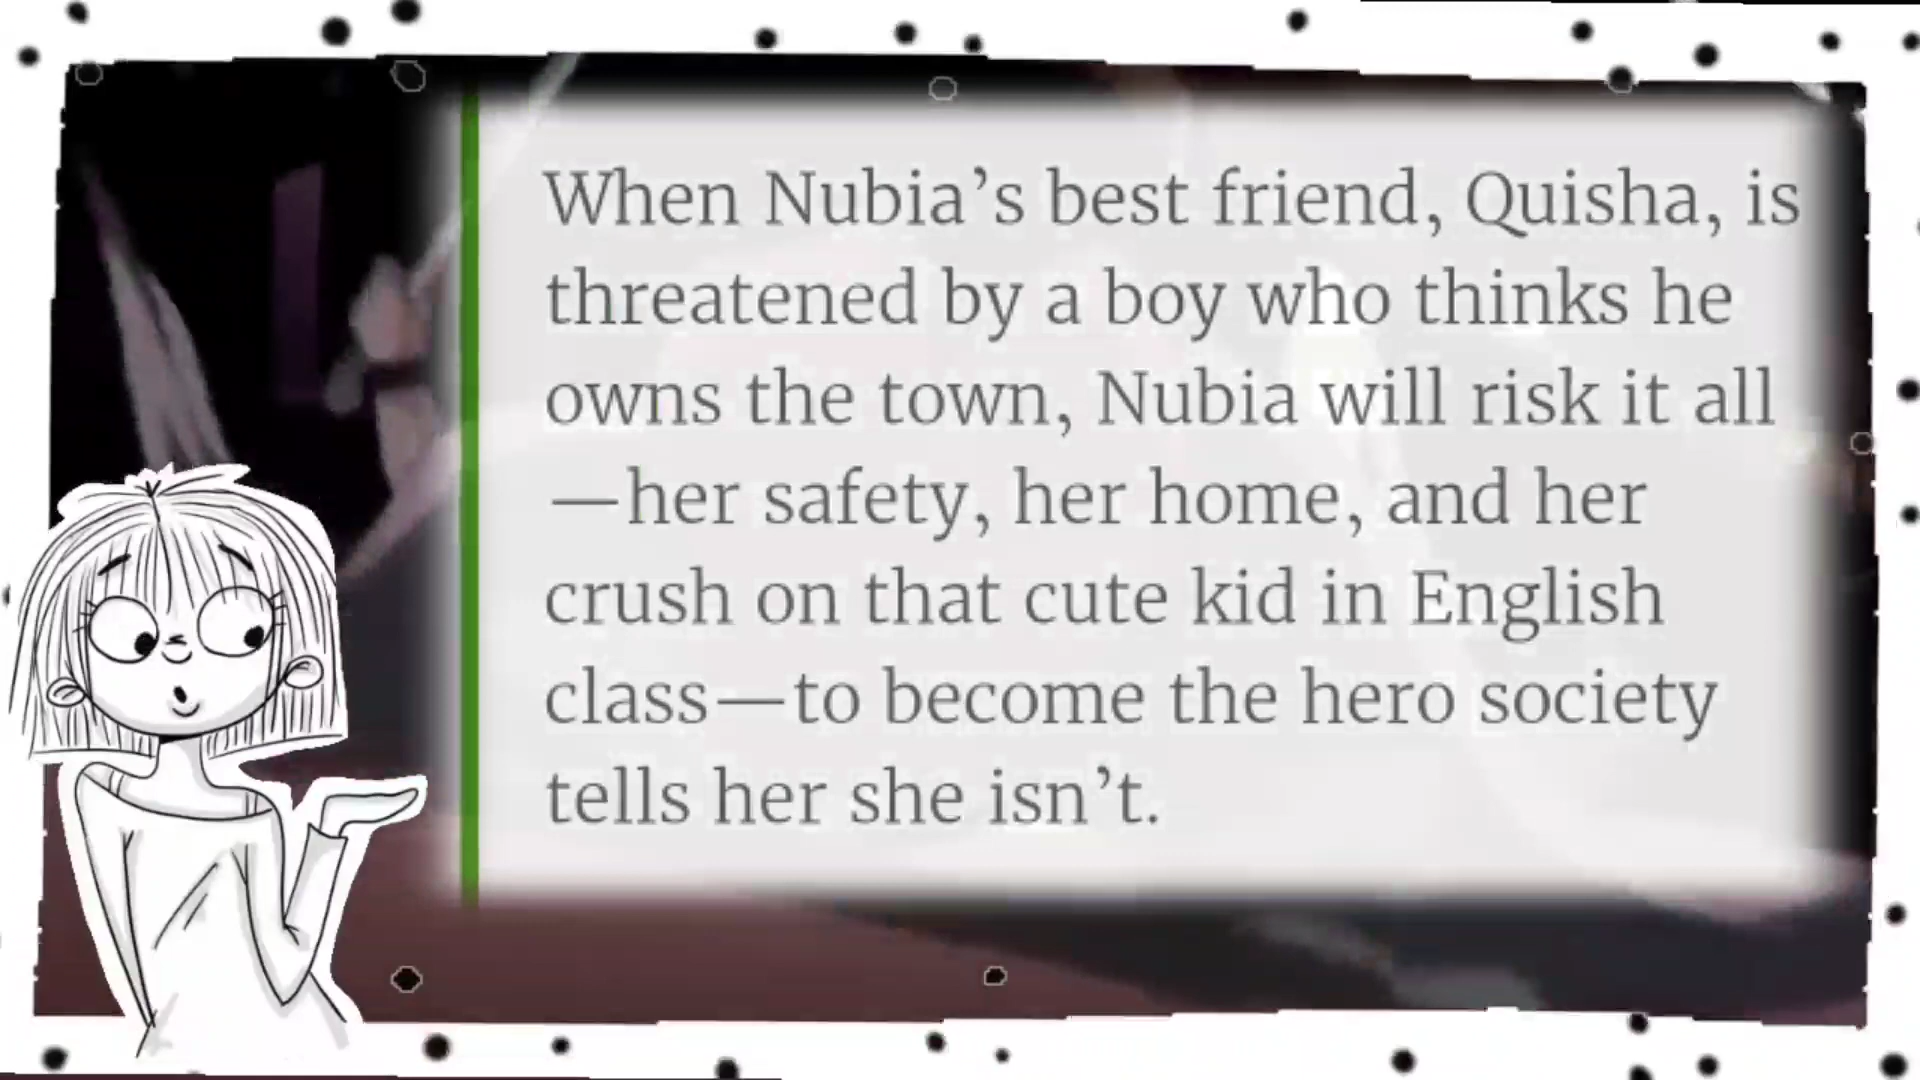 When Nubia’s best friend, Quisha, is
threatened by a boy who thinks he
owns the town, Nubia will risk it all
—her safety, her home, and her
crush on that cute kid in English
class—to become the hero society
tells her she isn’t.